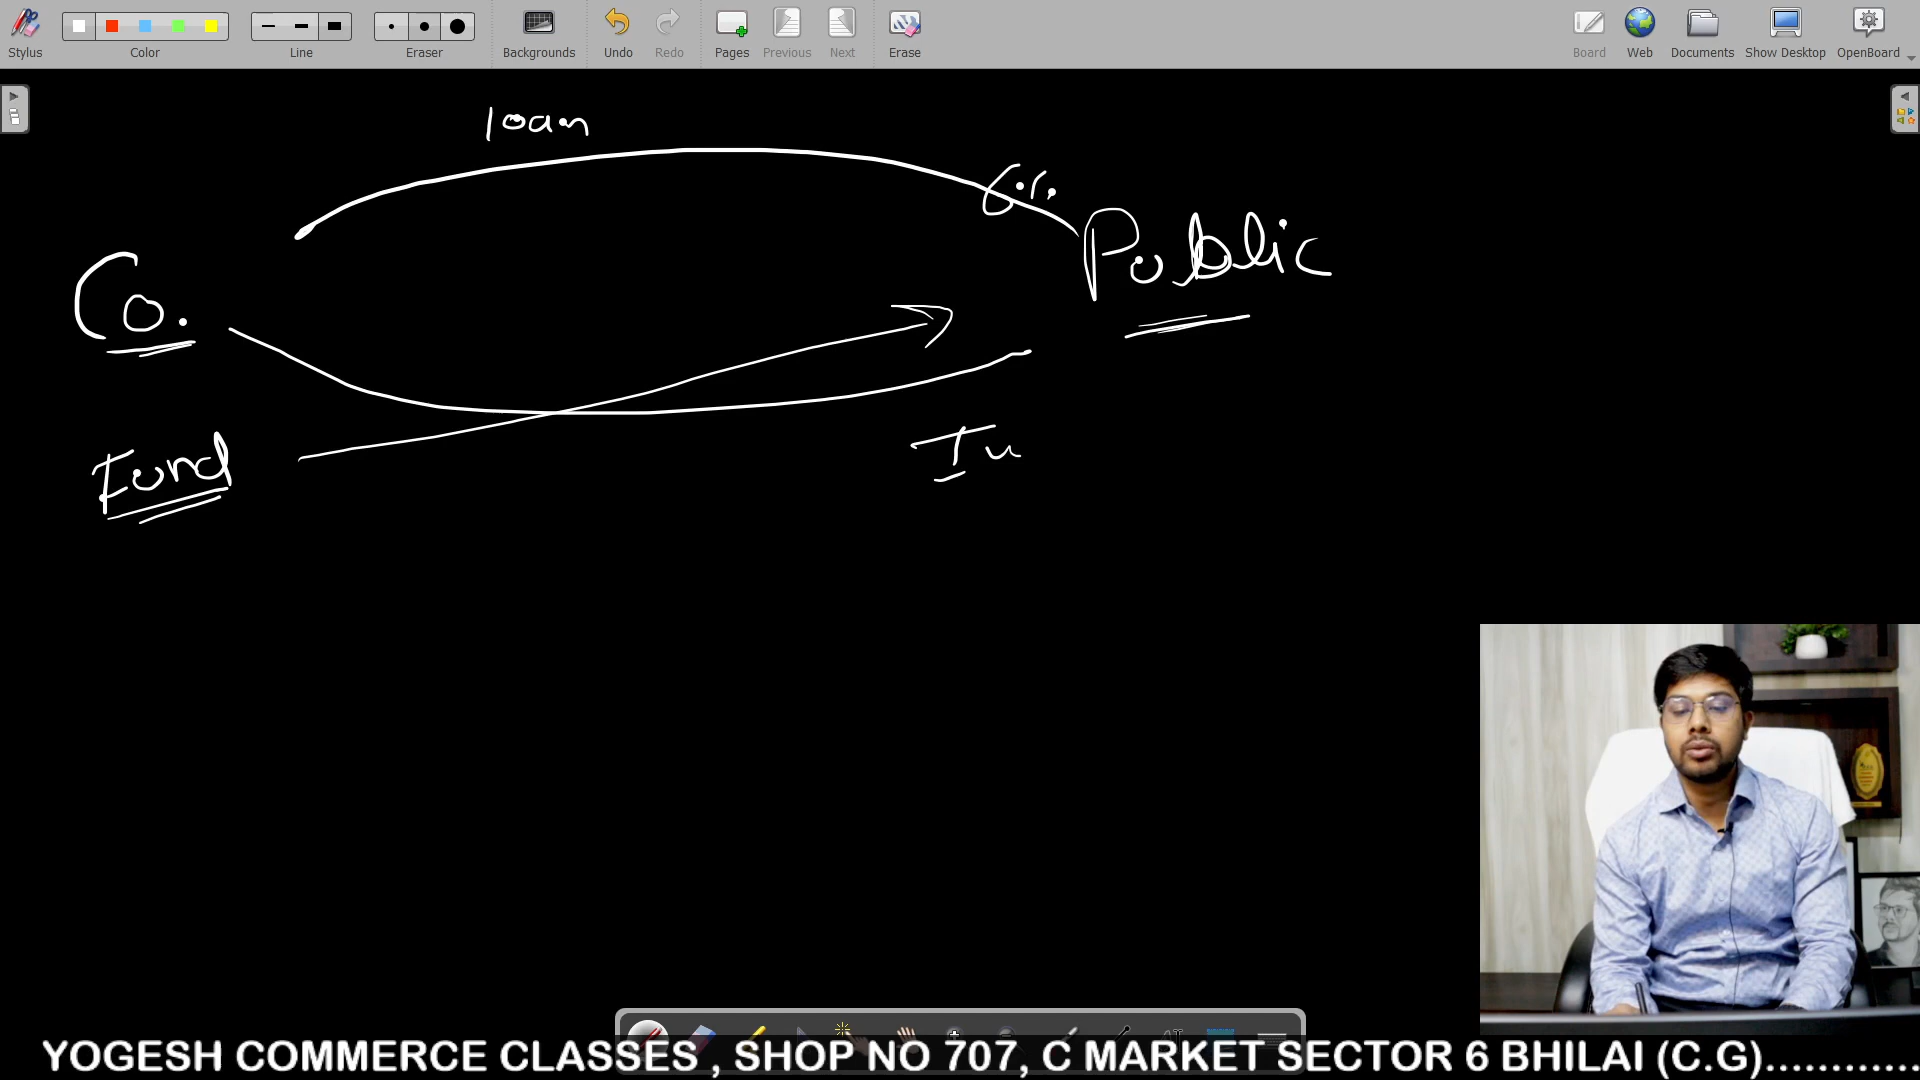 Stylus Color Line Eraser Backgrounds Undo Redo Pages Previous Next Erase Board Web Documents Show Desktop OpenBoard
loan
6%
Co. Public
Fund In
YOGESH COMMERCE CLASSES , SHOP NO 707, C MARKET SECTOR 6 BHILAI (C.G)............